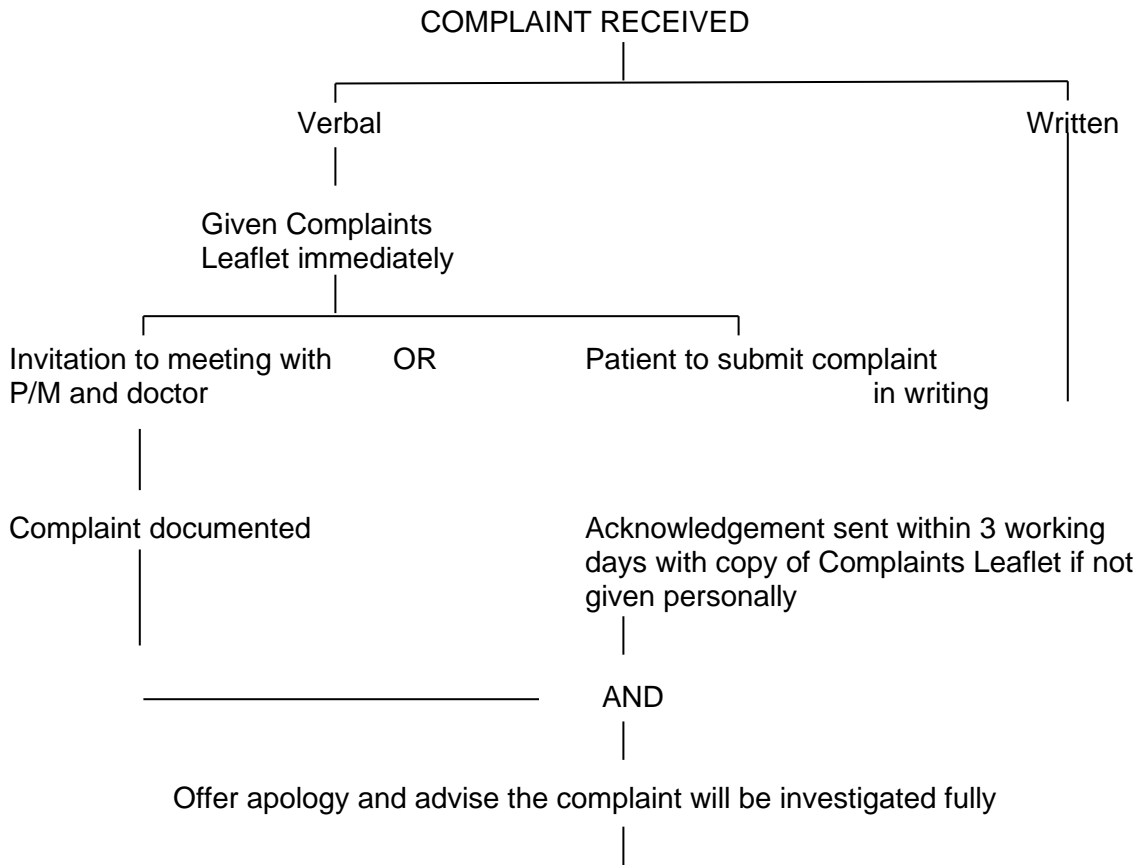 COMPLAINT RECEIVED
Verbal
Written
Given Complaints
Leaflet immediately
Invitation to meeting with
P/M and doctor
OR
Patient to submit complaint
in writing
Complaint documented
Acknowledgement sent within 3 working
days with copy of Complaints Leaflet if not
given personally
AND
Offer apology and advise the complaint will be investigated fully